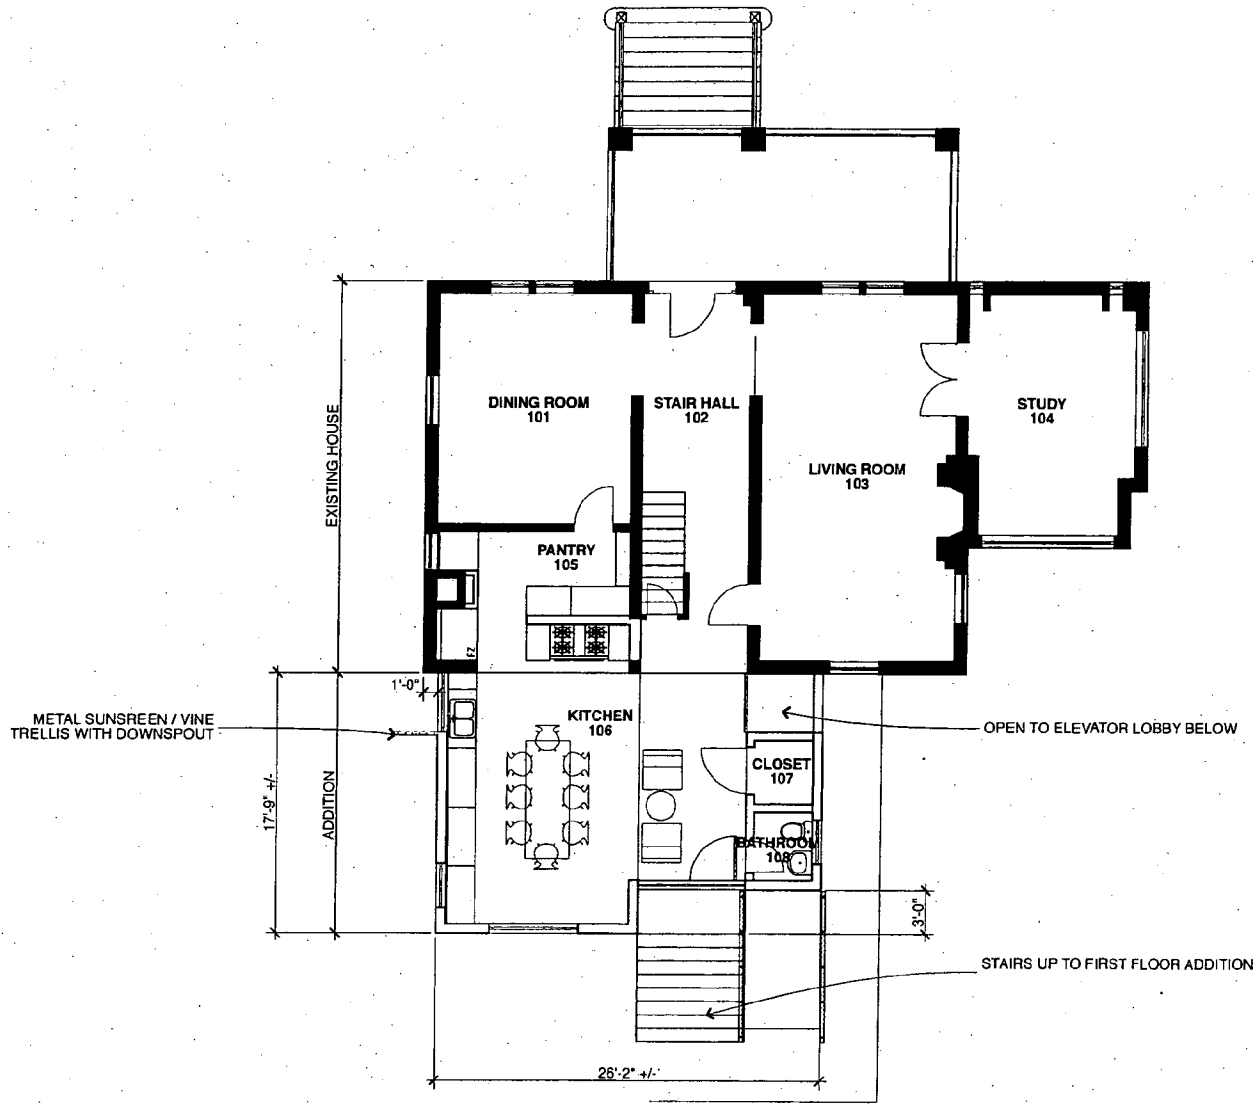 DINING ROOM
101
STAIR HALL
102
STUDY
104
LIVING ROOM
103
EXISTING HOUSE
PANTRY
105
FZ
1'-0"
METAL SUNSREEN / VINE
TRELLIS WITH DOWNSPOUT
KITCHEN
106
OPEN TO ELEVATOR LOBBY BELOW
CLOSET
107
17'-9" +/-
ADDITION
BATHROOM
108
3'-0"
STAIRS UP TO FIRST FLOOR ADDITION
26'-2" +/-